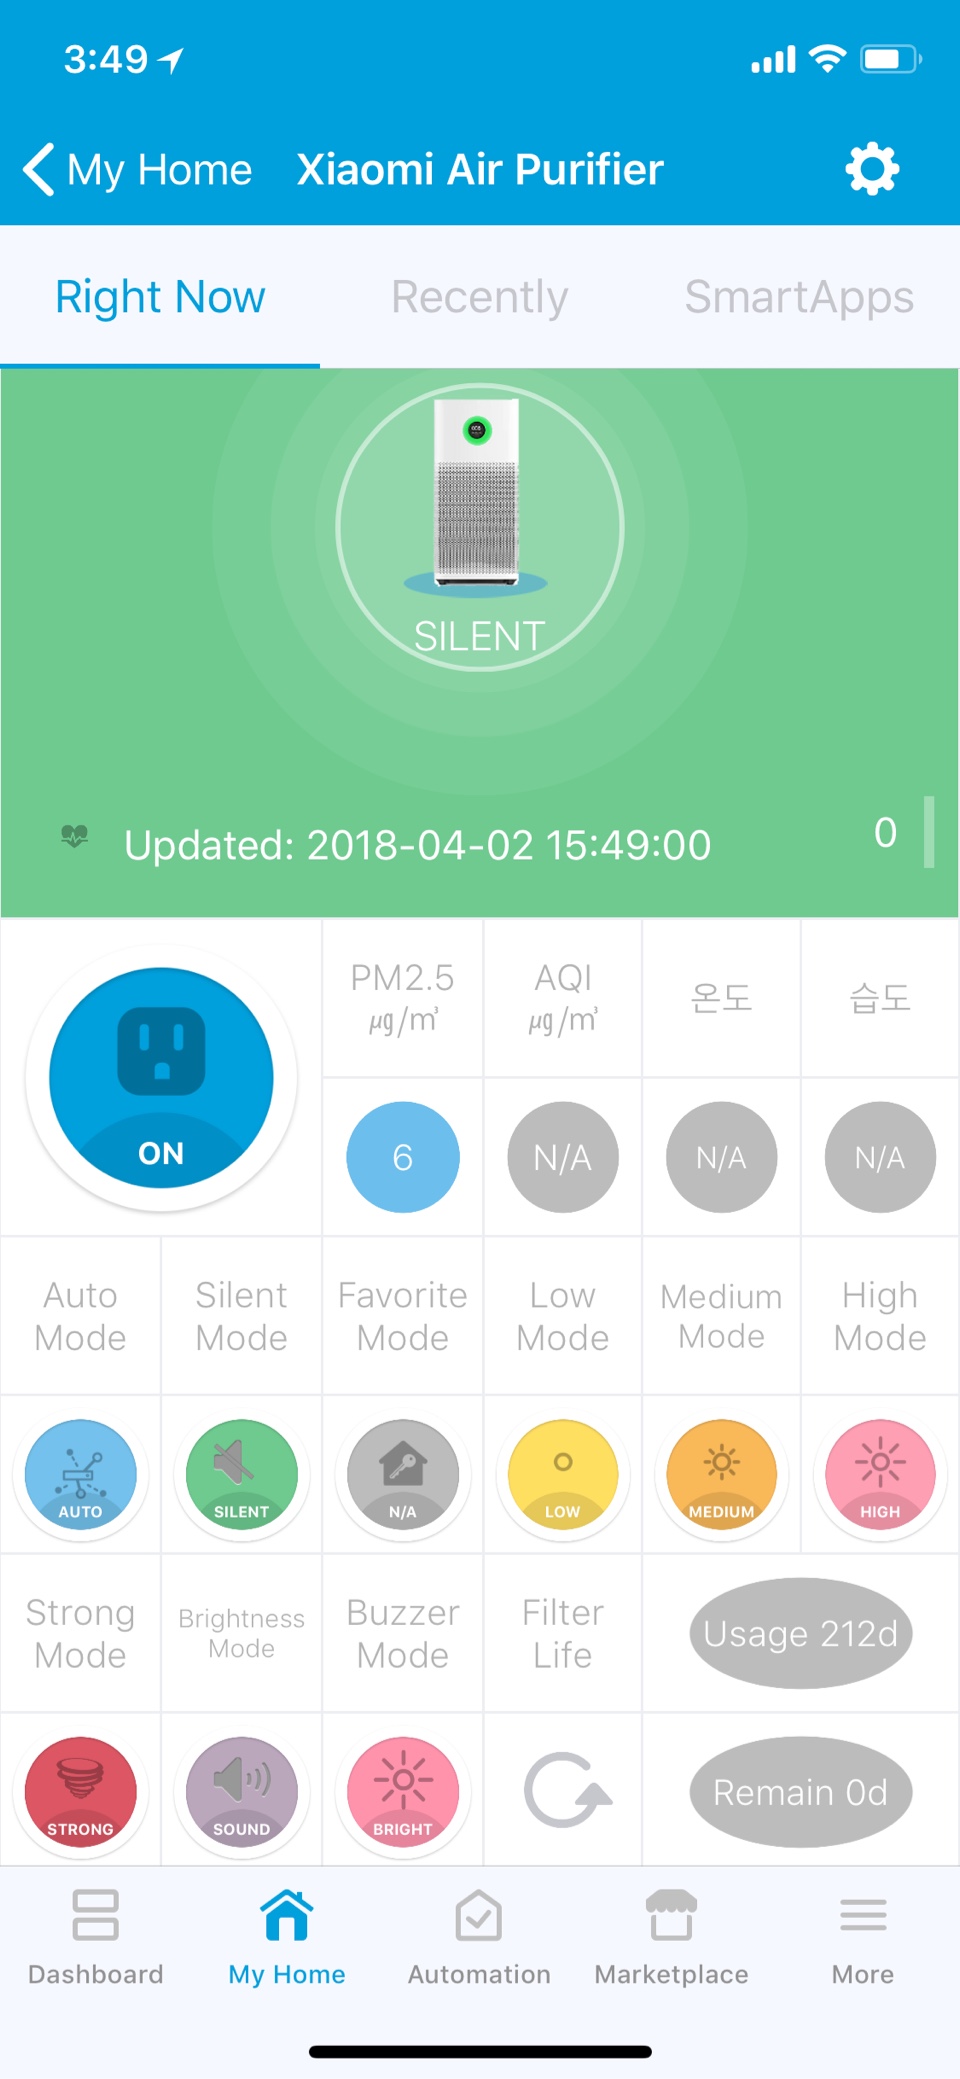 3:49
My Home
Xiaomi Air Purifier
Right Now
Recently
SmartApps
SILENT
Updated: 2018-04-02 15:49:00
0
PM2.5
㎍/㎥
AQI
㎍/㎥
온도
습도
ON
6
N/A
N/A
N/A
Auto
Mode
Silent
Mode
Favorite
Mode
Low
Mode
Medium
Mode
High
Mode
AUTO
SILENT
N/A
LOW
MEDIUM
HIGH
Strong
Mode
Brightness
Mode
Buzzer
Mode
Filter
Life
Usage 212d
STRONG
SOUND
BRIGHT
Remain 0d
Dashboard
My Home
Automation
Marketplace
More